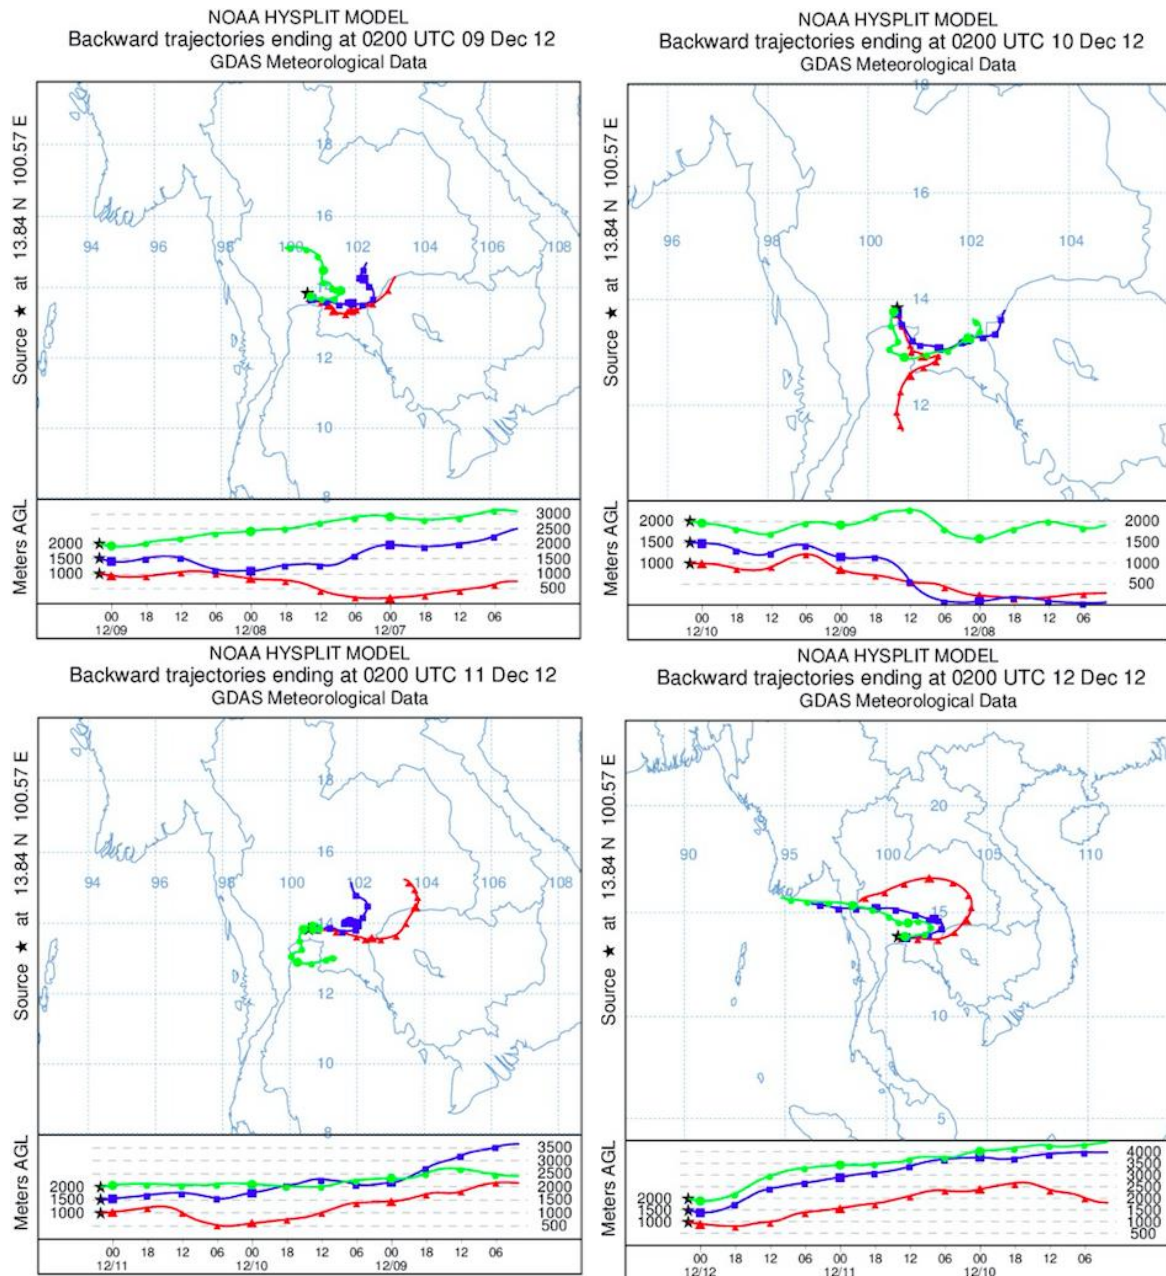 NOAA HYSPLIT MODEL
Backward trajectories ending at 0200 UTC 09 Dec 12
GDAS Meteorological Data
Source ★ at 13.84 N 100.57 E
18
16
94 96 98 100 102 104 106 108
12
10
8
Meters AGL
2000
1500
1000
3000
2500
2000
1500
1000
500
00 18 12 06 00 18 12 06 00 18 12 06
12/09 12/08 12/07
NOAA HYSPLIT MODEL
Backward trajectories ending at 0200 UTC 10 Dec 12
GDAS Meteorological Data
Source ★ at 13.84 N 100.57 E
18
16
96 98 100 102 104
14
12
Meters AGL
2000
1500
1000
2000
1500
1000
500
00 18 12 06 00 18 12 06 00 18 12 06
12/10 12/09 12/08
NOAA HYSPLIT MODEL
Backward trajectories ending at 0200 UTC 11 Dec 12
GDAS Meteorological Data
Source ★ at 13.84 N 100.57 E
18
16
94 96 98 100 102 104 106 108
12
10
8
Meters AGL
2000
1500
1000
3500
3000
2500
2000
1500
1000
500
00 18 12 06 00 18 12 06 00 18 12 06
12/11 12/10 12/09
NOAA HYSPLIT MODEL
Backward trajectories ending at 0200 UTC 12 Dec 12
GDAS Meteorological Data
Source ★ at 13.84 N 100.57 E
20
90 95 100 105 110
15
10
5
Meters AGL
2000
1500
1000
4000
3500
3000
2500
2000
1500
1000
500
00 18 12 06 00 18 12 06 00 18 12 06
12/12 12/11 12/10